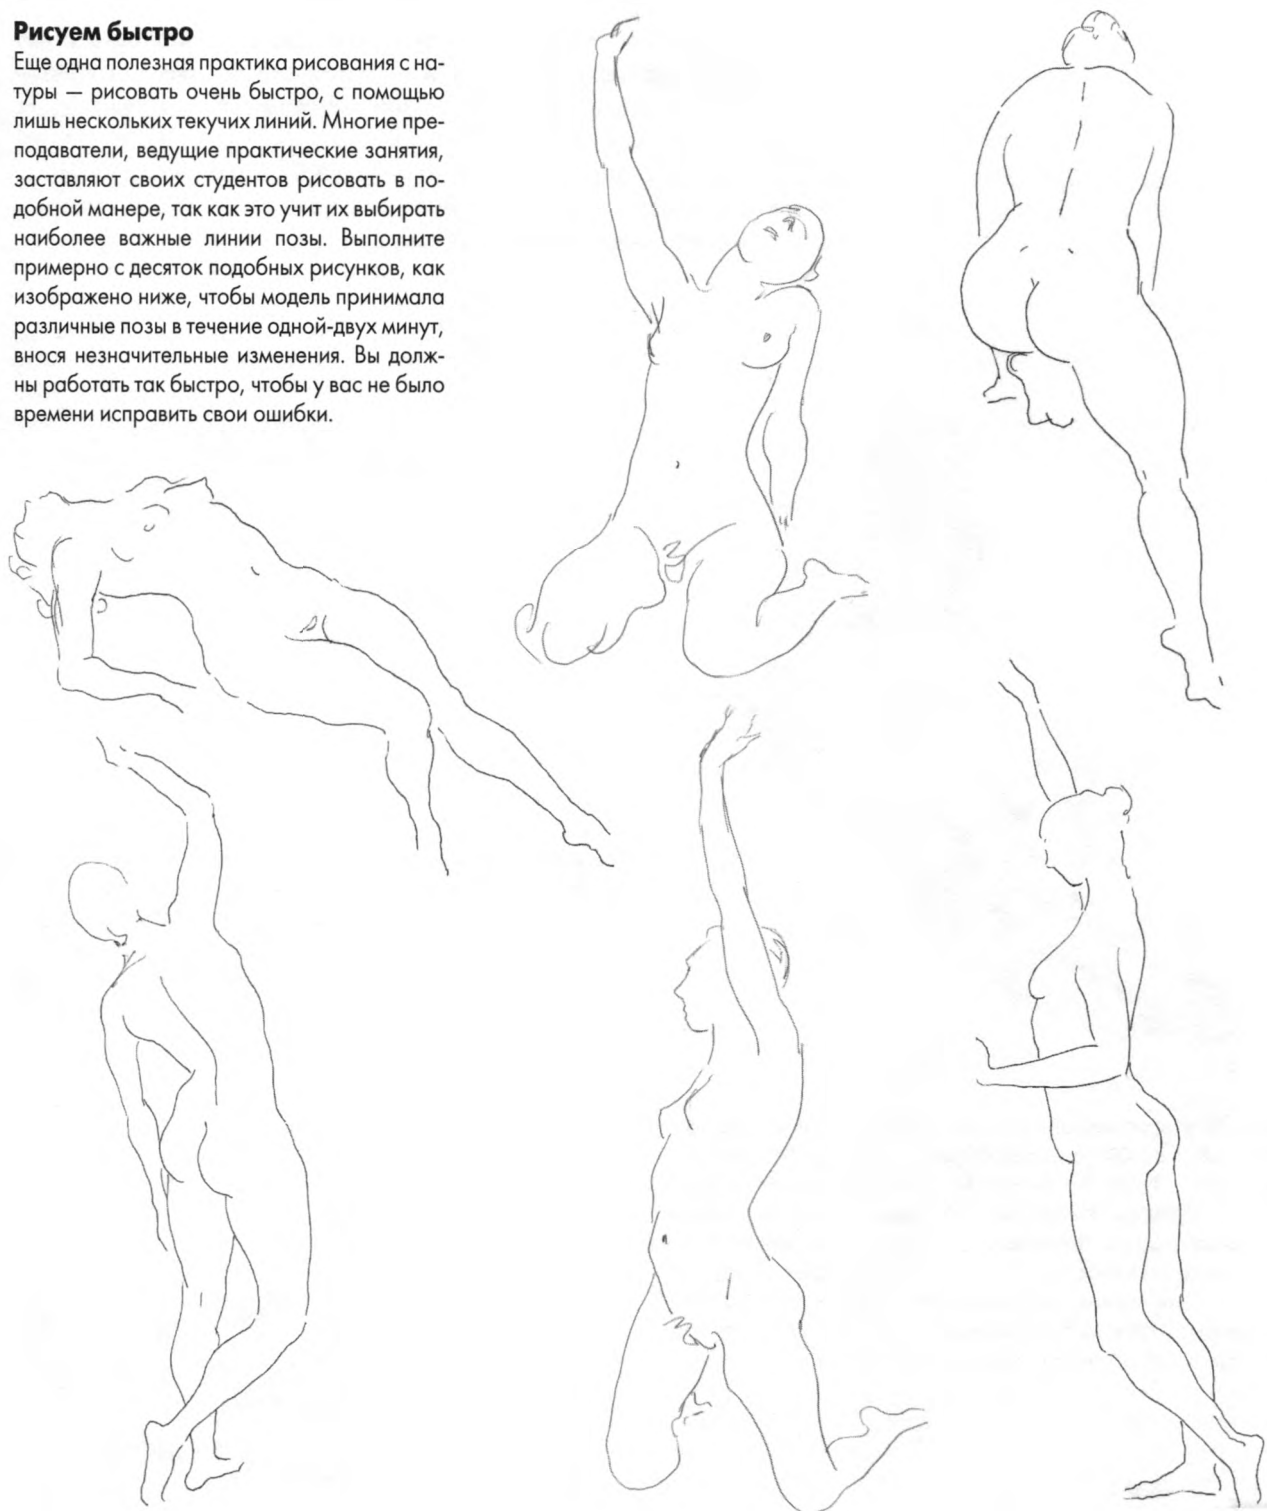 Рисуем быстро
Еще одна полезная практика рисования с на-
туры — рисовать очень быстро, с помощью
лишь нескольких текучих линий. Многие пре-
подаватели, ведущие практические занятия,
заставляют своих студентов рисовать в по-
добной манере, так как это учит их выбирать
наиболее важные линии позы. Выполните
примерно с десяток подобных рисунков, как
изображено ниже, чтобы модель принимала
различные позы в течение одной-двух минут,
внося незначительные изменения. Вы долж-
ны работать так быстро, чтобы у вас не было
времени исправить свои ошибки.